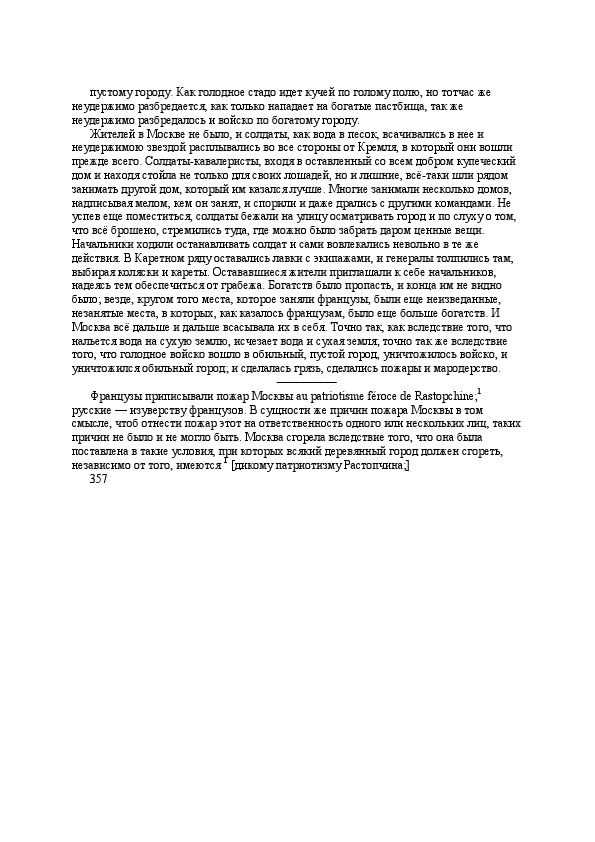 пустому городу. Как голодное стадо идет кучей по голому полю, но тотчас же
неудержимо разбредается, как только нападает на богатые пастбища, так же
неудержимо разбредалось и войско по богатому городу.
Жителей в Москве не было, и солдаты, как вода в песок, всачивались в нее и
неудержимою звездой расплывались во все стороны от Кремля, в который они вошли
прежде всего. Солдаты-кавалеристы, входя в оставленный со всем добром купеческий
дом и находя стойла не только для своих лошадей, но и лишние, всё-таки шли рядом
занимать другой дом, который им казался лучше. Многие занимали несколько домов,
надписывая мелом, кем он занят, и спорили и даже дрались с другими командами. Не
успев еще поместиться, солдаты бежали на улицу осматривать город и по слуху о том,
что всё брошено, стремились туда, где можно было забрать даром ценные вещи.
Начальники ходили останавливать солдат и сами вовлекались невольно в те же
действия. В Каретном ряду оставались лавки с экипажами, и генералы толпились там,
выбирая коляски и кареты. Остававшиеся жители приглашали к себе начальников,
надеясь тем обеспечиться от грабежа. Богатств было пропасть, и конца им не видно
было; везде, кругом того места, которое заняли французы, были еще неизведанные,
незанятые места, в которых, как казалось французам, было еще больше богатств. И
Москва всё дальше и дальше всасывала их в себя. Точно так, как вследствие того, что
нальется вода на сухую землю, исчезает вода и сухая земля; точно так же вследствие
того, что голодное войско вошло в обильный, пустой город, уничтожилось войско, и
уничтожился обильный город; и сделалась грязь, сделались пожары и мародерство.
Французы приписывали пожар Москвы au patriotisme féroce de Rastopchine;1
русские — изуверству французов. В сущности же причин пожара Москвы в том
смысле, чтоб отнести пожар этот на ответственность одного или нескольких лиц, таких
причин не было и не могло быть. Москва сгорела вследствие того, что она была
поставлена в такие условия, при которых всякий деревянный город должен сгореть,
независимо от того, имеются 1 [дикому патриотизму Растопчина;]
357